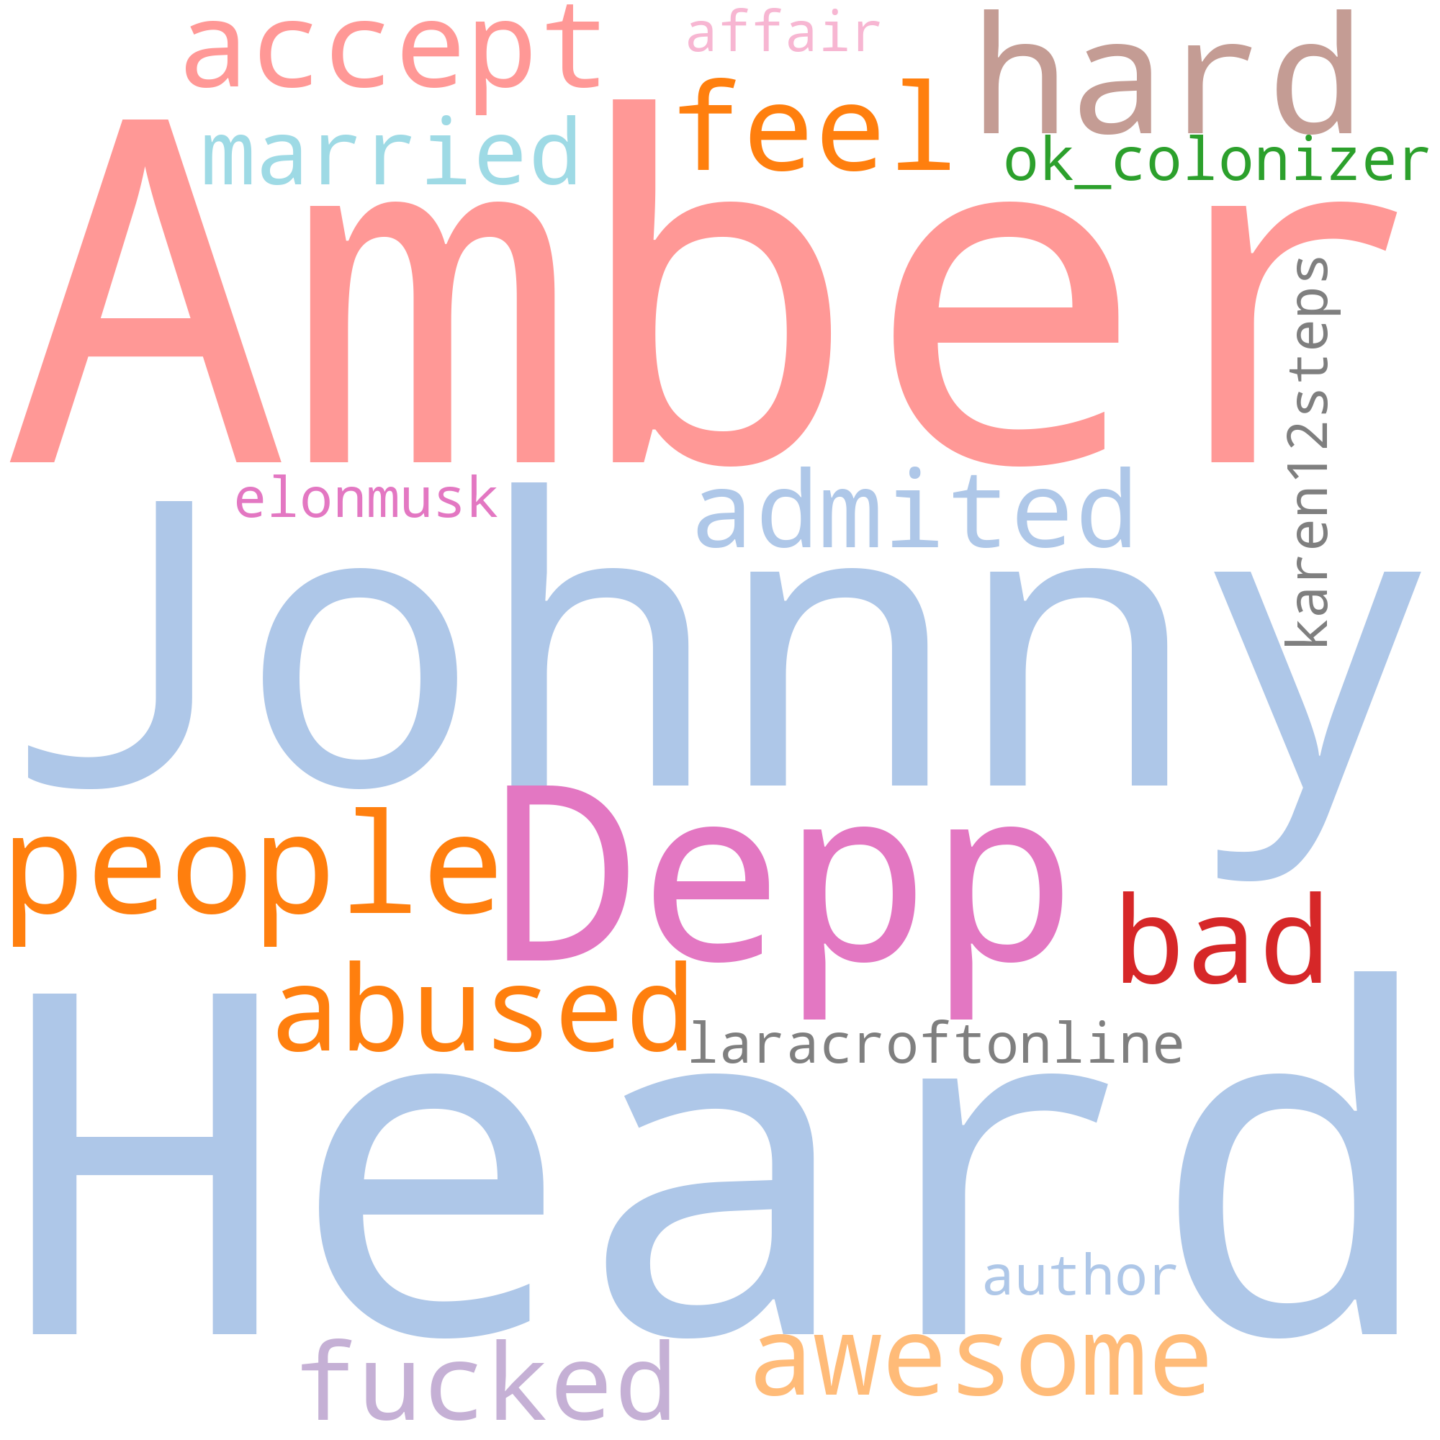 accept
affair
hard
feel
married
ok_colonizer
Amber
karen12steps
elonmusk
admited
Johnny
people
Depp
bad
abused
laracroftonline
Heard
author
awesome
fucked